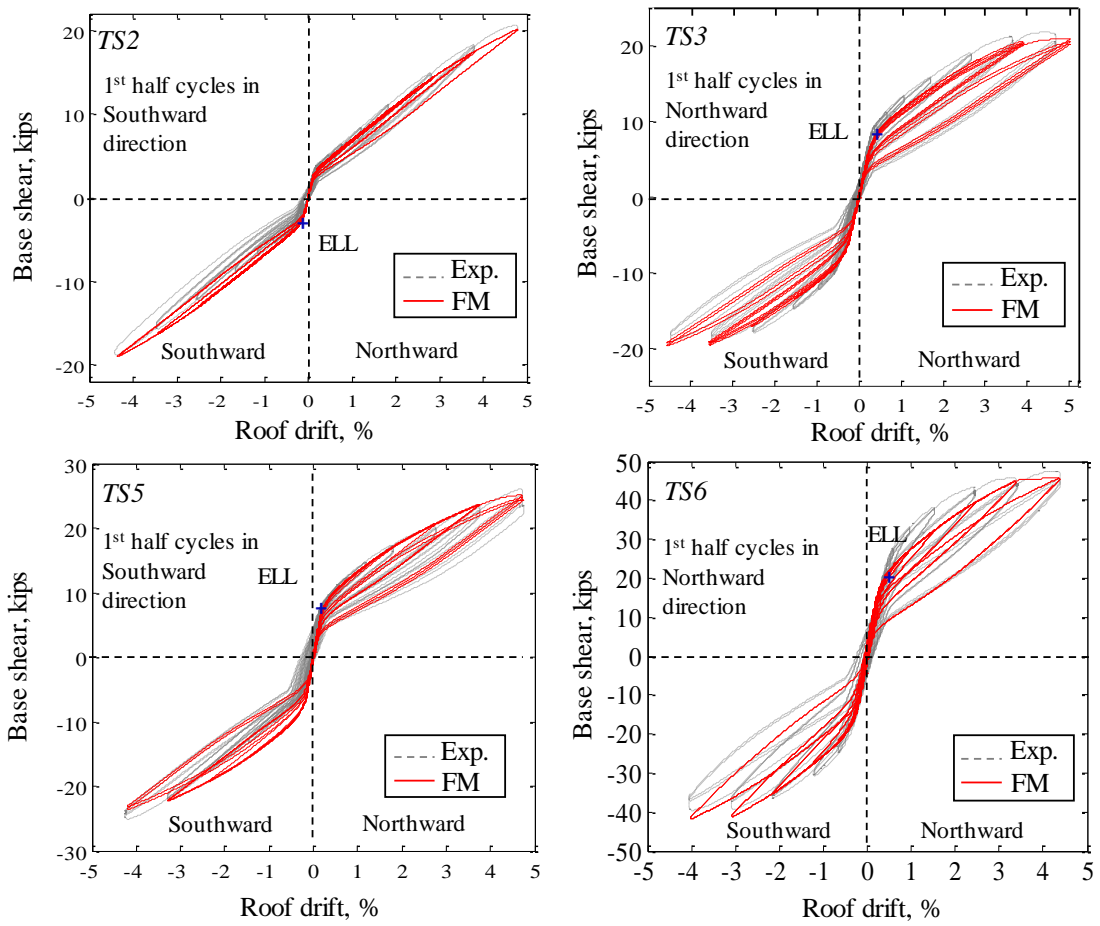 TS2
1st half cycles in
Southward
direction
ELL
Exp.
FM
Southward
Northward
20
10
0
-10
-20
-5 -4 -3 -2 -1 0 1 2 3 4 5
Base shear, kips
Roof drift, %
TS3
1st half cycles in
Northward
direction
ELL
Exp.
FM
Southward
Northward
20
10
0
-10
-20
-5 -4 -3 -2 -1 0 1 2 3 4 5
Base shear, kips
Roof drift, %
TS5
1st half cycles in
Southward
direction
ELL
Exp.
FM
Southward
Northward
30
20
10
0
-10
-20
-30
-5 -4 -3 -2 -1 0 1 2 3 4 5
Base shear, kips
Roof drift, %
TS6
1st half cycles in
Northward
direction
ELL
Exp.
FM
Southward
Northward
50
40
30
20
10
0
-10
-20
-30
-40
-50
-5 -4 -3 -2 -1 0 1 2 3 4 5
Base shear, kips
Roof drift, %